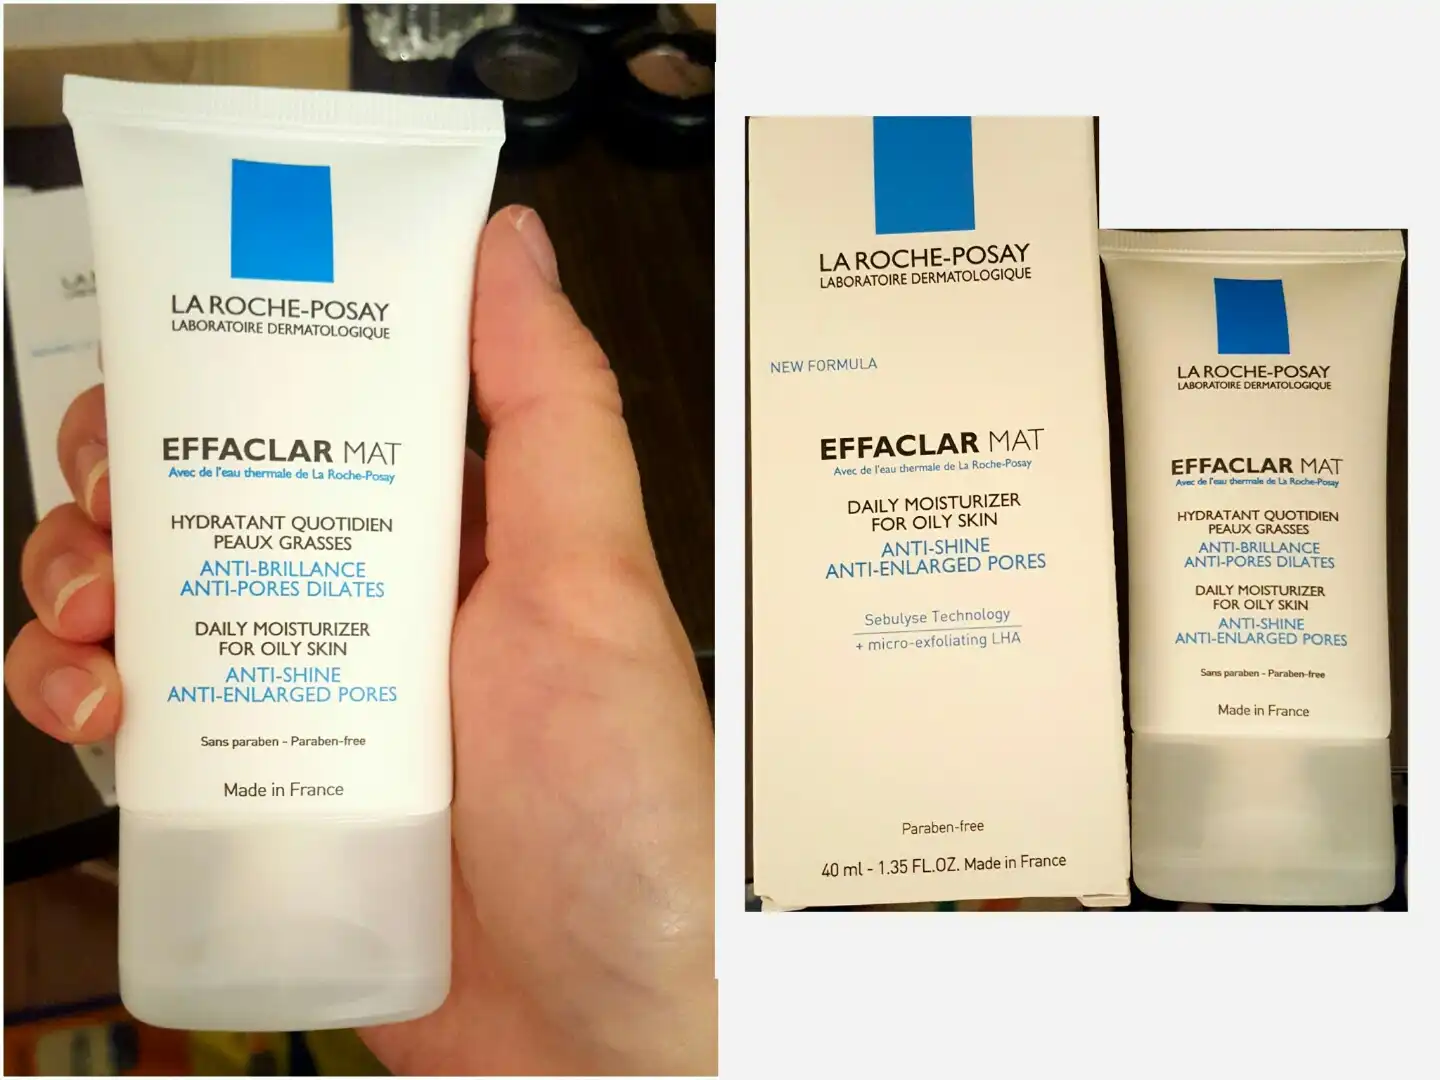 LA ROCHE-POSAY
LABORATOIRE DERMATOLOGIQUE
EFFACLAR MAT
Avec de l'eau thermale de La Roche-Posay
HYDRATANT QUOTIDIEN
PEAUX GRASSES
ANTI-BRILLANCE
ANTI-PORES DILATES
DAILY MOISTURIZER
FOR OILY SKIN
ANTI-SHINE
ANTI-ENLARGED PORES
Sans paraben - Paraben-free
Made in France
LA ROCHE-POSAY
LABORATOIRE DERMATOLOGIQUE
NEW FORMULA
EFFACLAR MAT
Avec de l'eau thermale de La Roche-Posay
DAILY MOISTURIZER
FOR OILY SKIN
ANTI-SHINE
ANTI-ENLARGED PORES
Sebulyse Technology
+ micro-exfoliating LHA
Paraben-free
40 ml - 1.35 FL.OZ. Made in France
LA ROCHE-POSAY
LABORATOIRE DERMATOLOGIQUE
EFFACLAR MAT
Avec de l'eau thermale de La Roche-Posay
HYDRATANT QUOTIDIEN
PEAUX GRASSES
ANTI-BRILLANCE
ANTI-PORES DILATES
DAILY MOISTURIZER
FOR OILY SKIN
ANTI-SHINE
ANTI-ENLARGED PORES
Sans paraben - Paraben-free
Made in France